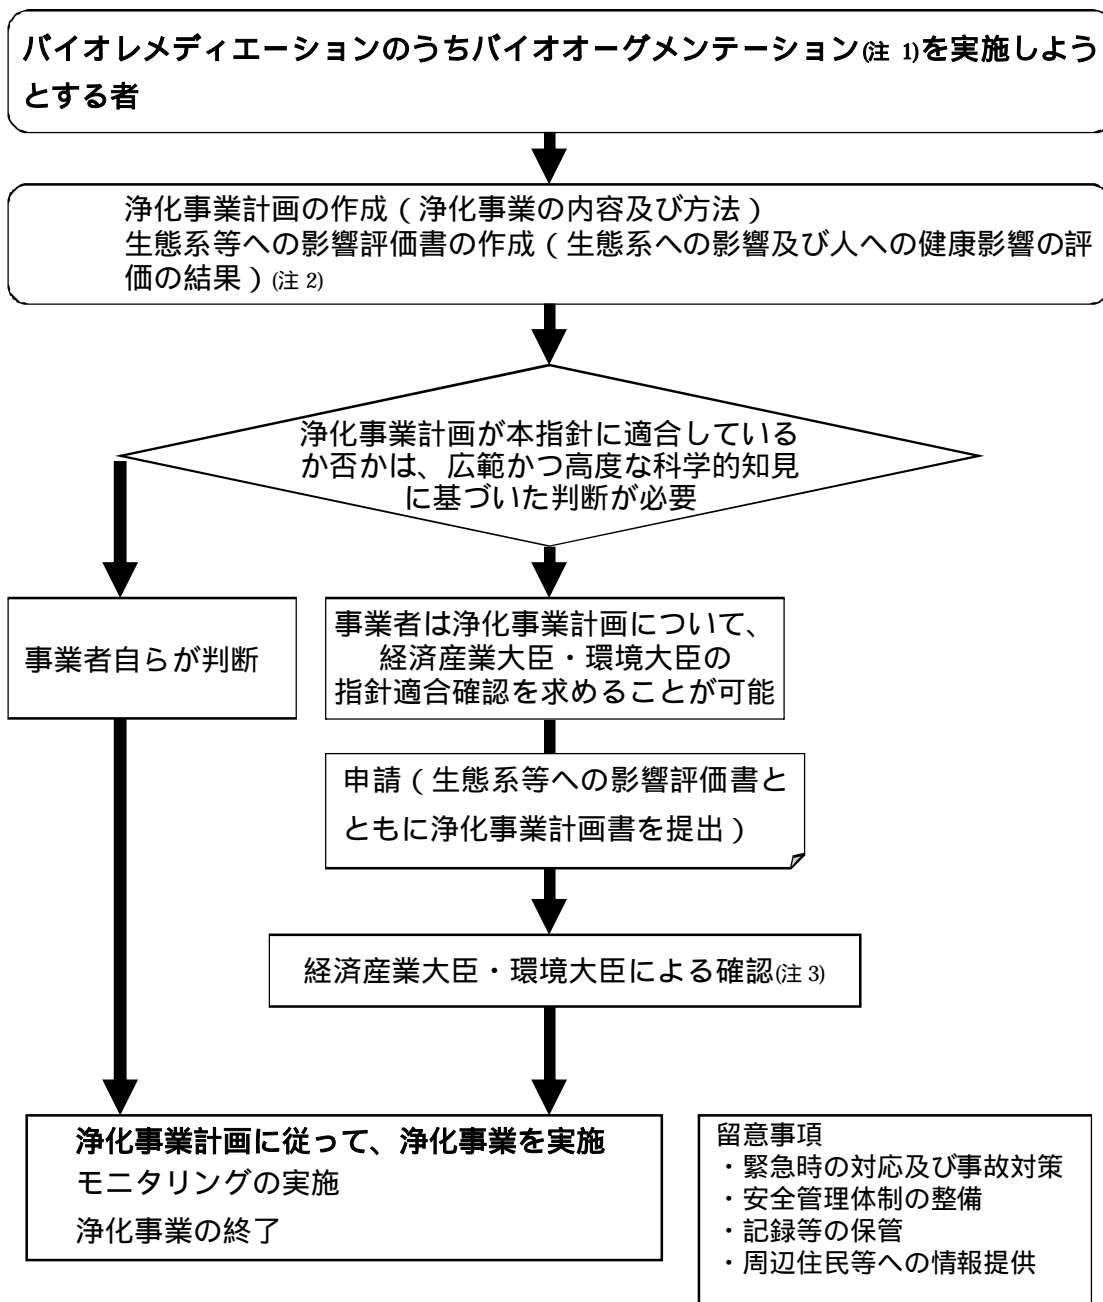 バイオレメディエーションのうちバイオオーグメンテーション(注 1)を実施しよう
とする者
浄化事業計画の作成（浄化事業の内容及び方法）
生態系等への影響評価書の作成（生態系への影響及び人への健康影響の評
価の結果）(注 2)
浄化事業計画が本指針に適合している
か否かは、広範かつ高度な科学的知見
に基づいた判断が必要
事業者自らが判断
事業者は浄化事業計画について、
経済産業大臣・環境大臣の
指針適合確認を求めることが可能
申請（生態系等への影響評価書と
ともに浄化事業計画書を提出）
経済産業大臣・環境大臣による確認(注 3)
浄化事業計画に従って、浄化事業を実施
モニタリングの実施
浄化事業の終了
留意事項
・緊急時の対応及び事故対策
・安全管理体制の整備
・記録等の保管
・周辺住民等への情報提供